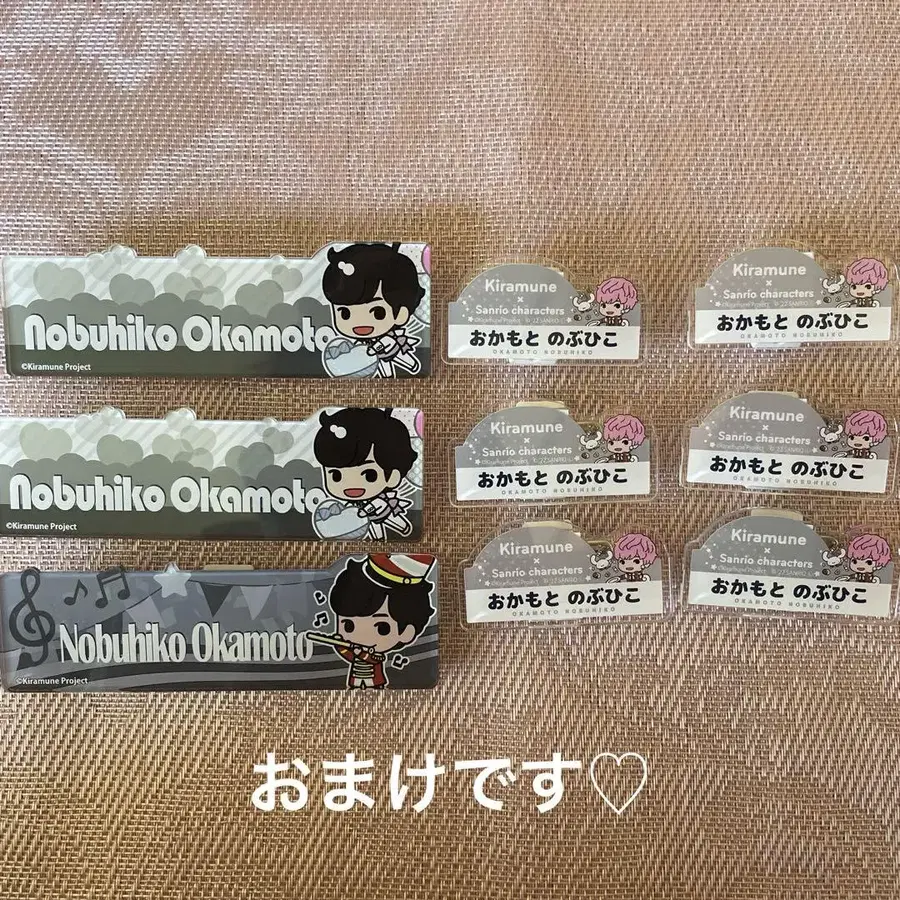 Nobuhiko Okamoto
©Kiramune Project
Nobuhiko Okamoto
©Kiramune Project
Nobuhiko Okamoto
©Kiramune Project
Kiramune
×
Sanrio characters
おかもと のぶひこ
OKAMOTO NOBUHIKO
Kiramune
×
Sanrio characters
おかもと のぶひこ
OKAMOTO NOBUHIKO
Kiramune
×
Sanrio characters
おかもと のぶひこ
OKAMOTO NOBUHIKO
Kiramune
×
Sanrio characters
おかもと のぶひこ
OKAMOTO NOBUHIKO
Kiramune
×
Sanrio characters
おかもと のぶひこ
OKAMOTO NOBUHIKO
Kiramune
×
Sanrio characters
おかもと のぶひこ
OKAMOTO NOBUHIKO
おまけです♡